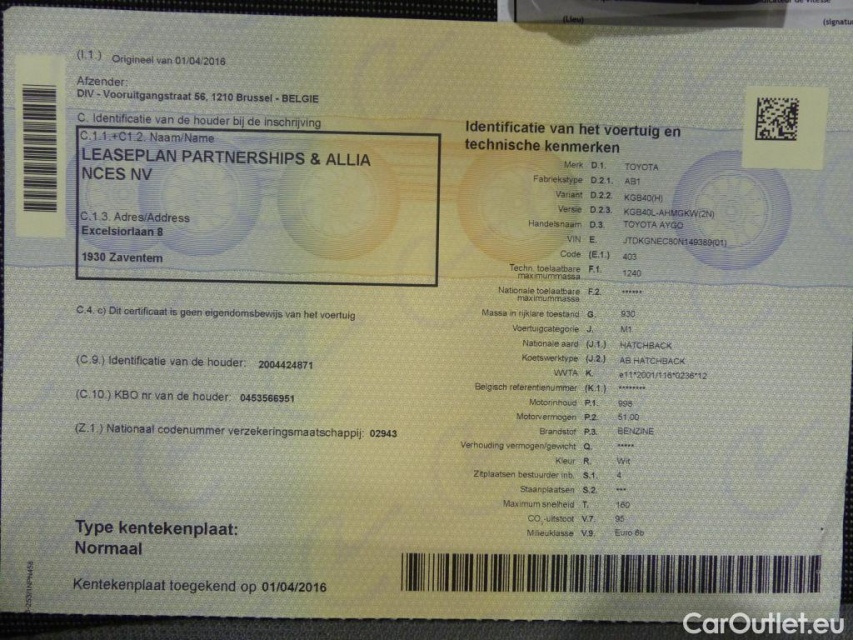 (Lieu)
(I.1.) Origineel van 01/04/2016
Afzender:
DIV - Vooruitgangstraat 56, 1210 Brussel - BELGIE
C. Identificatie van de houder bij de inschrijving
C.1.1.+C1.2. Naam/Name
LEASEPLAN PARTNERSHIPS & ALLIA
NCES NV
C.1.3. Adres/Address
Excelsiorlaan 8
1930 Zaventem
C.4. c) Dit certificaat is geen eigendomsbewijs van het voertuig
(C.9.) Identificatie van de houder: 2004424871
(C.10.) KBO nr van de houder: 0453566951
(Z.1.) Nationaal codenummer verzekeringsmaatschappij: 02943
Type kentekenplaat:
Normaal
Kentekenplaat toegekend op 01/04/2016
Identificatie van het voertuig en
technische kenmerken
Merk D.1. TOYOTA
Fabriekstype D.2.1. AB1
Variant D.2.2. KGB40(H)
Versie D.2.3. KGB40L-AHMGKW(2N)
Handelsnaam D.3. TOYOTA AYGO
VIN E. JTDKGNEC80N149389(01)
Code (E.1.) 403
Techn. toelaatbare
maximummassa F.1. 1240
Nationale toelaatbare
maximummassa F.2. ******
Massa in rijklare toestand G. 930
Voertuigcategorie J. M1
Nationale aard (J.1.) HATCHBACK
Koetswerktype (J.2.) AB HATCHBACK
WVTA K. e11*2001/116*0236*12
Belgisch referentienummer (K.1.) ********
Motorinhoud P.1. 998
Motorvermogen P.2. 51,00
Brandstof P.3. BENZINE
Verhouding vermogen/gewicht Q. *****
Kleur R. Wit
Zitplaatsen bestuurder inb. S.1. 4
Staanplaatsen S.2. ***
Maximum snelheid T. 160
CO₂-uitstoot V.7. 95
Milieuklasse V.9. Euro 6b
CarOutlet.eu